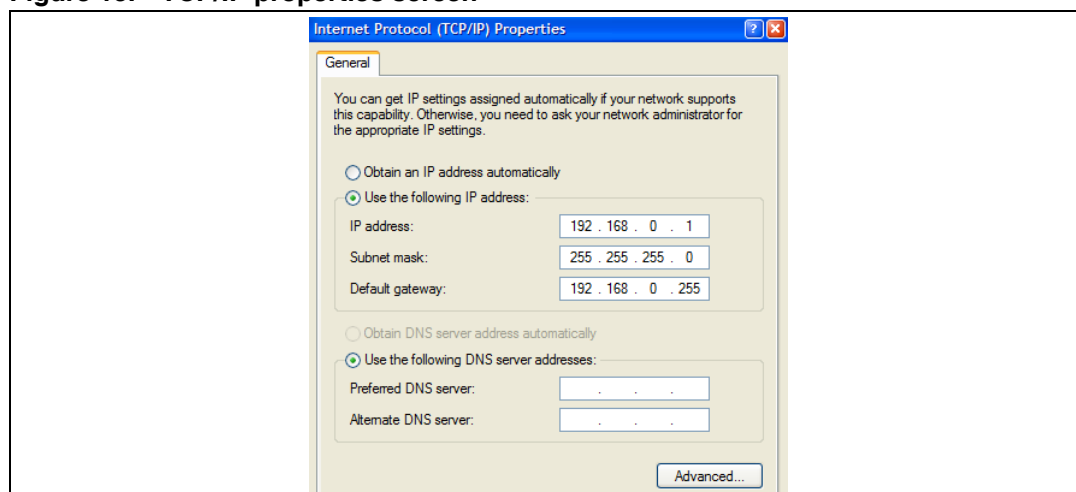 Internet Protocol (TCP/IP) Properties
General
You can get IP settings assigned automatically if your network supports
this capability. Otherwise, you need to ask your network administrator for
the appropriate IP settings.
Obtain an IP address automatically
Use the following IP address:
IP address: 192 . 168 . 0 . 1
Subnet mask: 255 . 255 . 255 . 0
Default gateway: 192 . 168 . 0 . 255
Obtain DNS server address automatically
Use the following DNS server addresses:
Preferred DNS server: . . .
Alternate DNS server: . . .
Advanced...